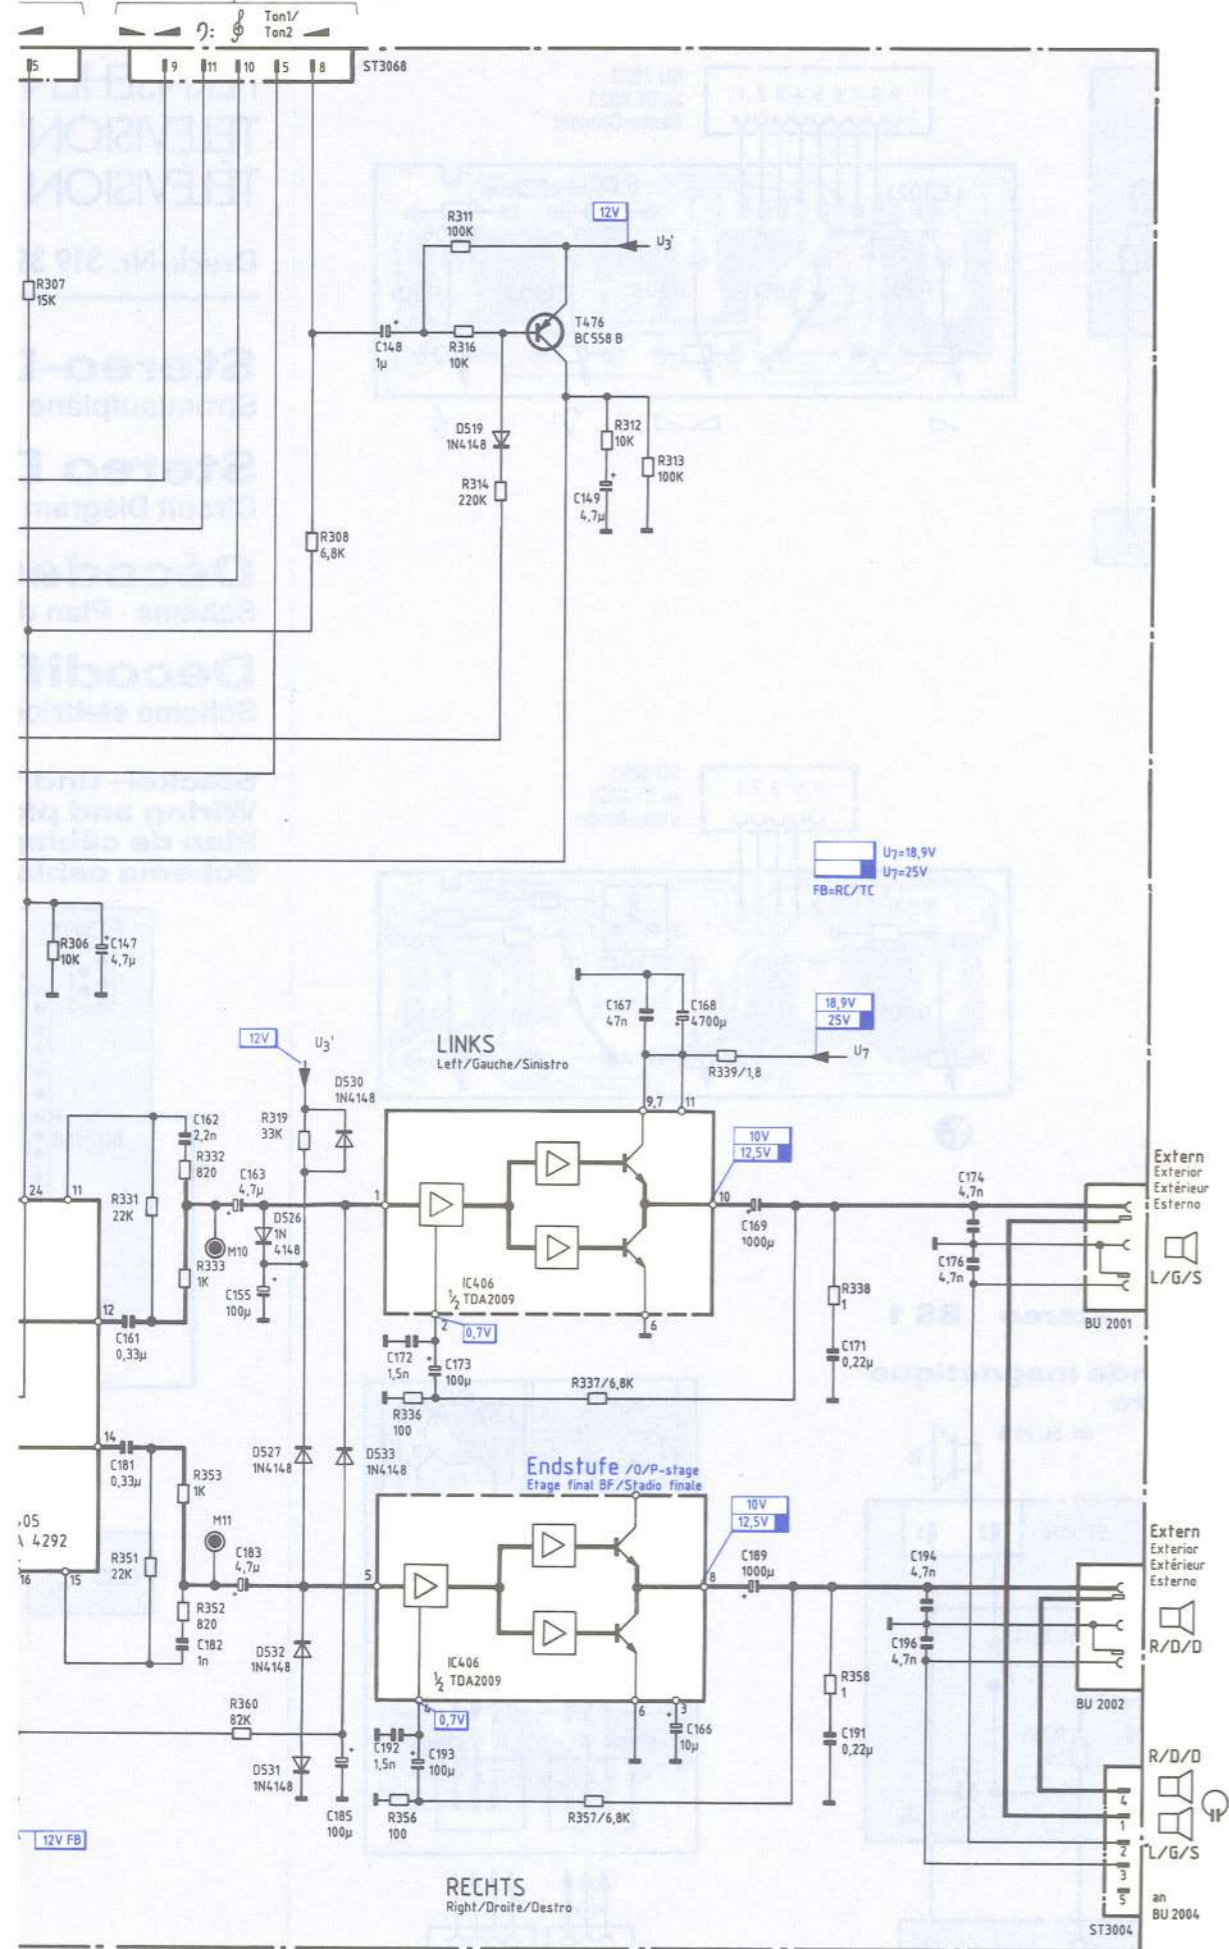 Ton1/
Ton2
5
9
11
10
5
8
ST3068
R307
15K
R311
100K
12V
U3'
C148
1µ
R316
10K
T476
BC558 B
D519
1N4148
R314
220K
R312
10K
C149
4,7µ
R313
100K
R308
6,8K
U7=18,9V
U7=25V
FB=RC/TC
R306
10K
C147
4,7µ
C167
47n
C168
4700µ
18,9V
25V
U7
R339/1,8
12V
U3'
LINKS
Left/Gauche/Sinistro
D530
1N4148
R319
33K
9,7
11
C162
2,2n
R332
820
C163
4,7µ
24
11
R331
22K
M10
R333
1K
D526
1N
4148
C155
100µ
12
C161
0,33µ
1
IC406
½ TDA2009
10V
12,5V
10
C169
1000µ
2
0,7V
6
C172
1,5n
C173
100µ
R336
100
R337/6,8K
R338
1
C171
0,22µ
C174
4,7n
C176
4,7n
Extern
Exterior
Extérieur
Esterno
L/G/S
BU 2001
14
C181
0,33µ
R353
1K
D527
1N4148
D533
1N4148
Endstufe /O/P-stage
Etage final BF/Stadio finale
10V
12,5V
05
A 4292
M11
R351
22K
C183
4,7µ
16
15
5
8
C189
1000µ
C194
4,7n
Extern
Exterior
Extérieur
Esterno
R352
820
C182
1n
D532
1N4148
IC406
½ TDA2009
C196
4,7n
R/D/D
BU 2002
R360
82K
4
0,7V
6
3
C166
10µ
R358
1
C191
0,22µ
D531
1N4148
C185
100µ
C192
1,5n
C193
100µ
R356
100
R357/6,8K
R/D/D
4
1
2
L/G/S
3
5
an
BU 2004
ST3004
12V FB
RECHTS
Right/Droite/Destro